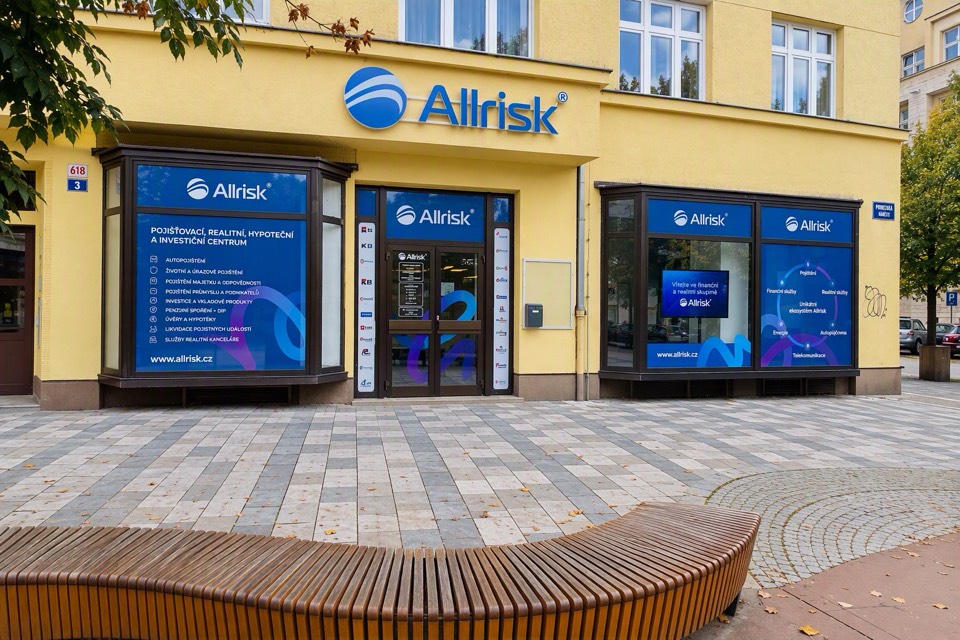 Allrisk®
618
3
Allrisk®
POJIŠŤOVACÍ, REALITNÍ, HYPOTEČNÍ
A INVESTIČNÍ CENTRUM
AUTOPOJIŠTĚNÍ
ŽIVOTNÍ A ÚRAZOVÉ POJIŠTĚNÍ
POJIŠTĚNÍ MAJETKU A ODPOVĚDNOSTI
POJIŠTĚNÍ PRŮMYSLU A PODNIKATELŮ
INVESTICE A VKLADOVÉ PRODUKTY
PENZIJNÍ SPOŘENÍ + DIP
ÚVĚRY A HYPOTÉKY
LIKVIDACE POJISTNÝCH UDÁLOSTÍ
SLUŽBY REALITNÍ KANCELÁŘE
www.allrisk.cz
Allrisk®
Allrisk
Allrisk®
Vítejte ve finanční
a realitní skupině
Allrisk
www.allrisk.cz
Allrisk®
Pojištění
Finanční služby
Realitní služby
Unikátní
ekosystém Allrisk
Energie
Autopůjčovna
Telekomunikace
NÁMĚSTÍ
P